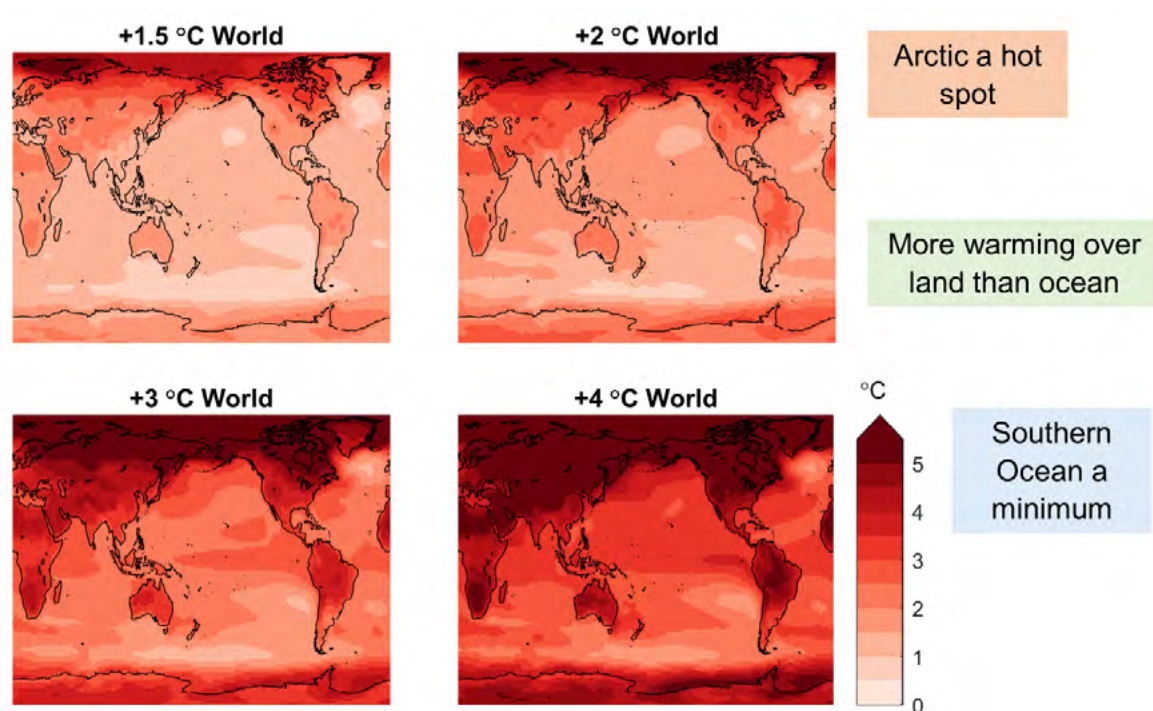 +1.5 °C World
+2 °C World
Arctic a hot
spot
More warming over
land than ocean
+3 °C World
+4 °C World
°C
5
4
3
2
1
0
Southern
Ocean a
minimum